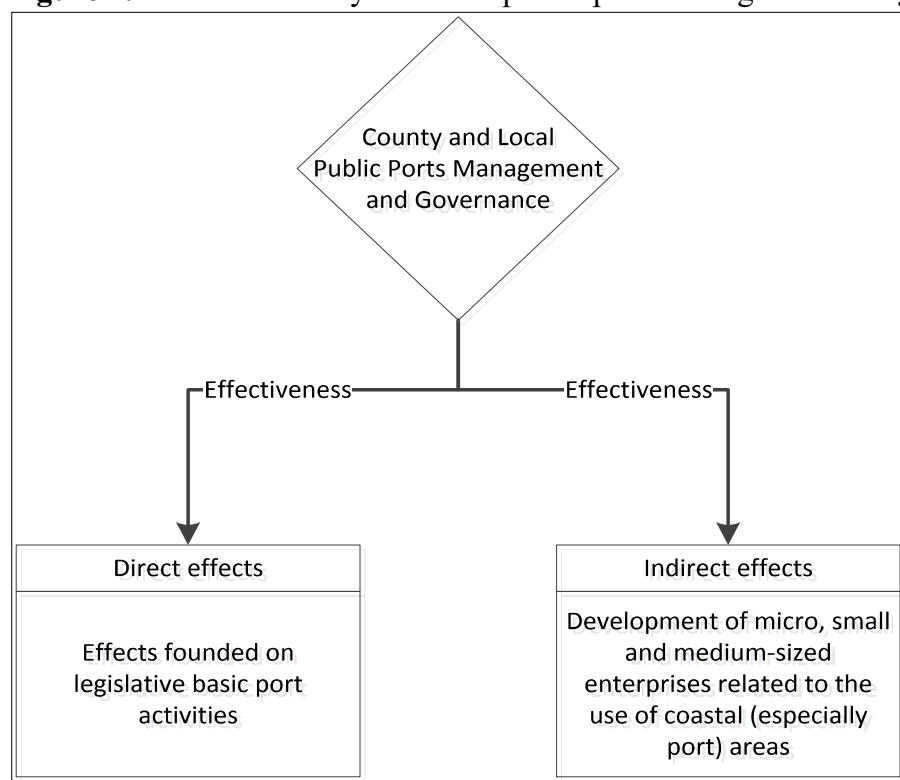 County and Local
Public Ports Management
and Governance
Effectiveness
Effectiveness
Direct effects
Indirect effects
Effects founded on
legislative basic port
activities
Development of micro, small
and medium-sized
enterprises related to the
use of coastal (especially
port) areas